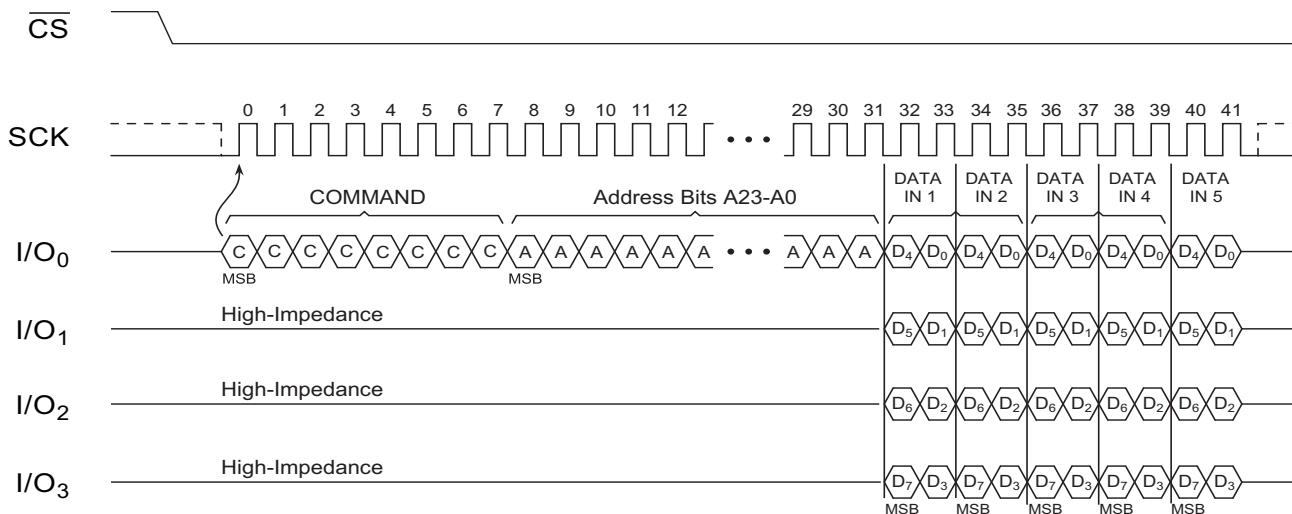 CS
0 1 2 3 4 5 6 7 8 9 10 11 12 29 30 31 32 33 34 35 36 37 38 39 40 41
SCK
DATA IN 1
DATA IN 2
DATA IN 3
DATA IN 4
DATA IN 5
COMMAND
Address Bits A23-A0
I/O0 C C C C C C C C A A A A A A A A A D4 D0 D4 D0 D4 D0 D4 D0 D4 D0
MSB MSB
High-Impedance
I/O1 D5 D1 D5 D1 D5 D1 D5 D1 D5 D1
High-Impedance
I/O2 D6 D2 D6 D2 D6 D2 D6 D2 D6 D2
High-Impedance
I/O3 D7 D3 D7 D3 D7 D3 D7 D3 D7 D3
MSB MSB MSB MSB MSB